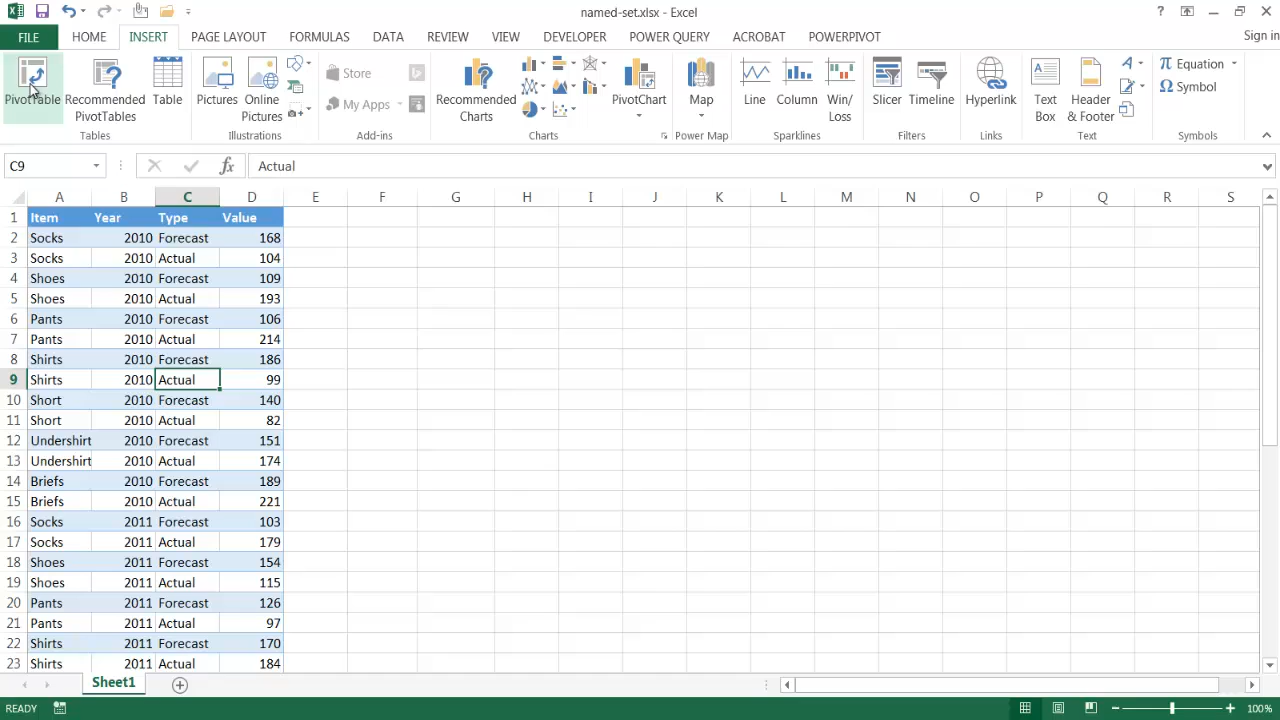 named-set.xlsx - Excel
Sign in
FILE HOME INSERT PAGE LAYOUT FORMULAS DATA REVIEW VIEW DEVELOPER POWER QUERY ACROBAT POWERPIVOT
PivotTable
Recommended PivotTables
Table
Tables
Pictures
Online Pictures
Illustrations
Store
My Apps
Add-ins
Recommended Charts
PivotChart
Charts
Map
Power Map
Line
Column
Win/Loss
Sparklines
Slicer
Timeline
Filters
Hyperlink
Links
Text Box
Header & Footer
Text
Equation
Symbol
Symbols
C9 fx Actual
A B C D E F G H I J K L M N O P Q R S
1 Item Year Type Value
2 Socks 2010 Forecast 168
3 Socks 2010 Actual 104
4 Shoes 2010 Forecast 109
5 Shoes 2010 Actual 193
6 Pants 2010 Forecast 106
7 Pants 2010 Actual 214
8 Shirts 2010 Forecast 186
9 Shirts 2010 Actual 99
10 Short 2010 Forecast 140
11 Short 2010 Actual 82
12 Undershirt 2010 Forecast 151
13 Undershirt 2010 Actual 174
14 Briefs 2010 Forecast 189
15 Briefs 2010 Actual 221
16 Socks 2011 Forecast 103
17 Socks 2011 Actual 179
18 Shoes 2011 Forecast 154
19 Shoes 2011 Actual 115
20 Pants 2011 Forecast 126
21 Pants 2011 Actual 97
22 Shirts 2011 Forecast 170
23 Shirts 2011 Actual 184
Sheet1
READY 100%